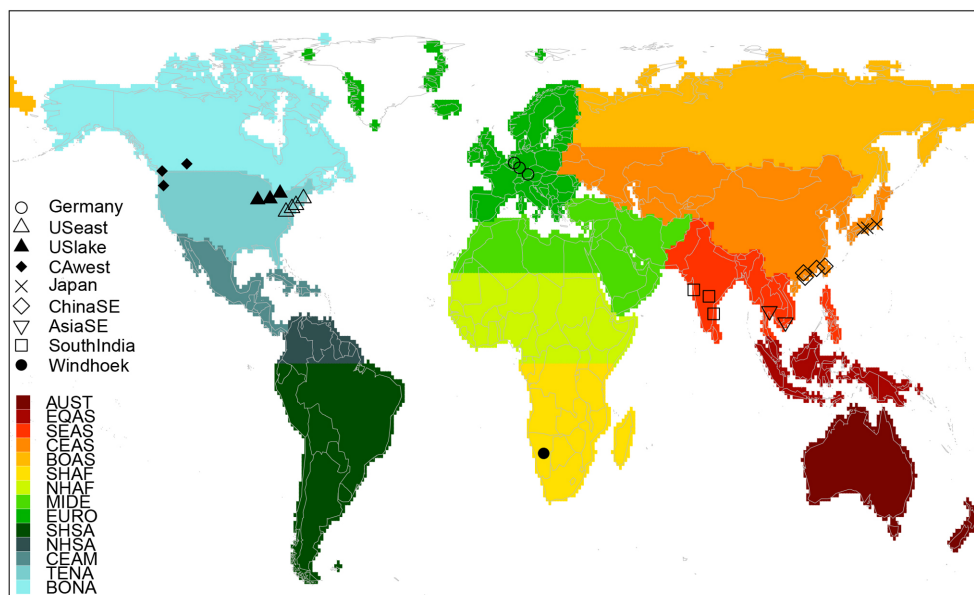 Germany
USeast
USlake
CAwest
Japan
ChinaSE
AsiaSE
SouthIndia
Windhoek
AUST
EQAS
SEAS
CEAS
BOAS
SHAF
NHAF
MIDE
EURO
SHSA
NHSA
CEAM
TENA
BONA